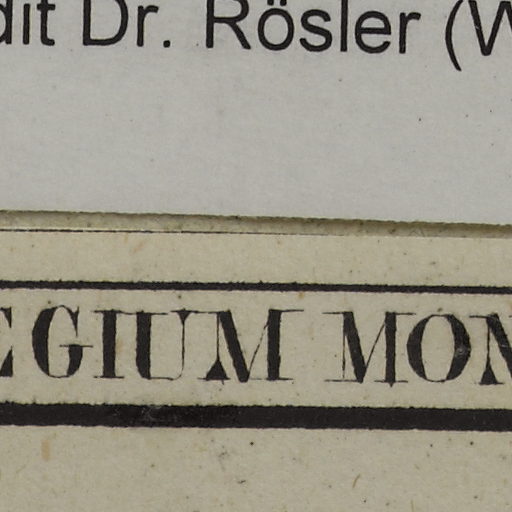 dit Dr. Rösler (W
EGIUM MON